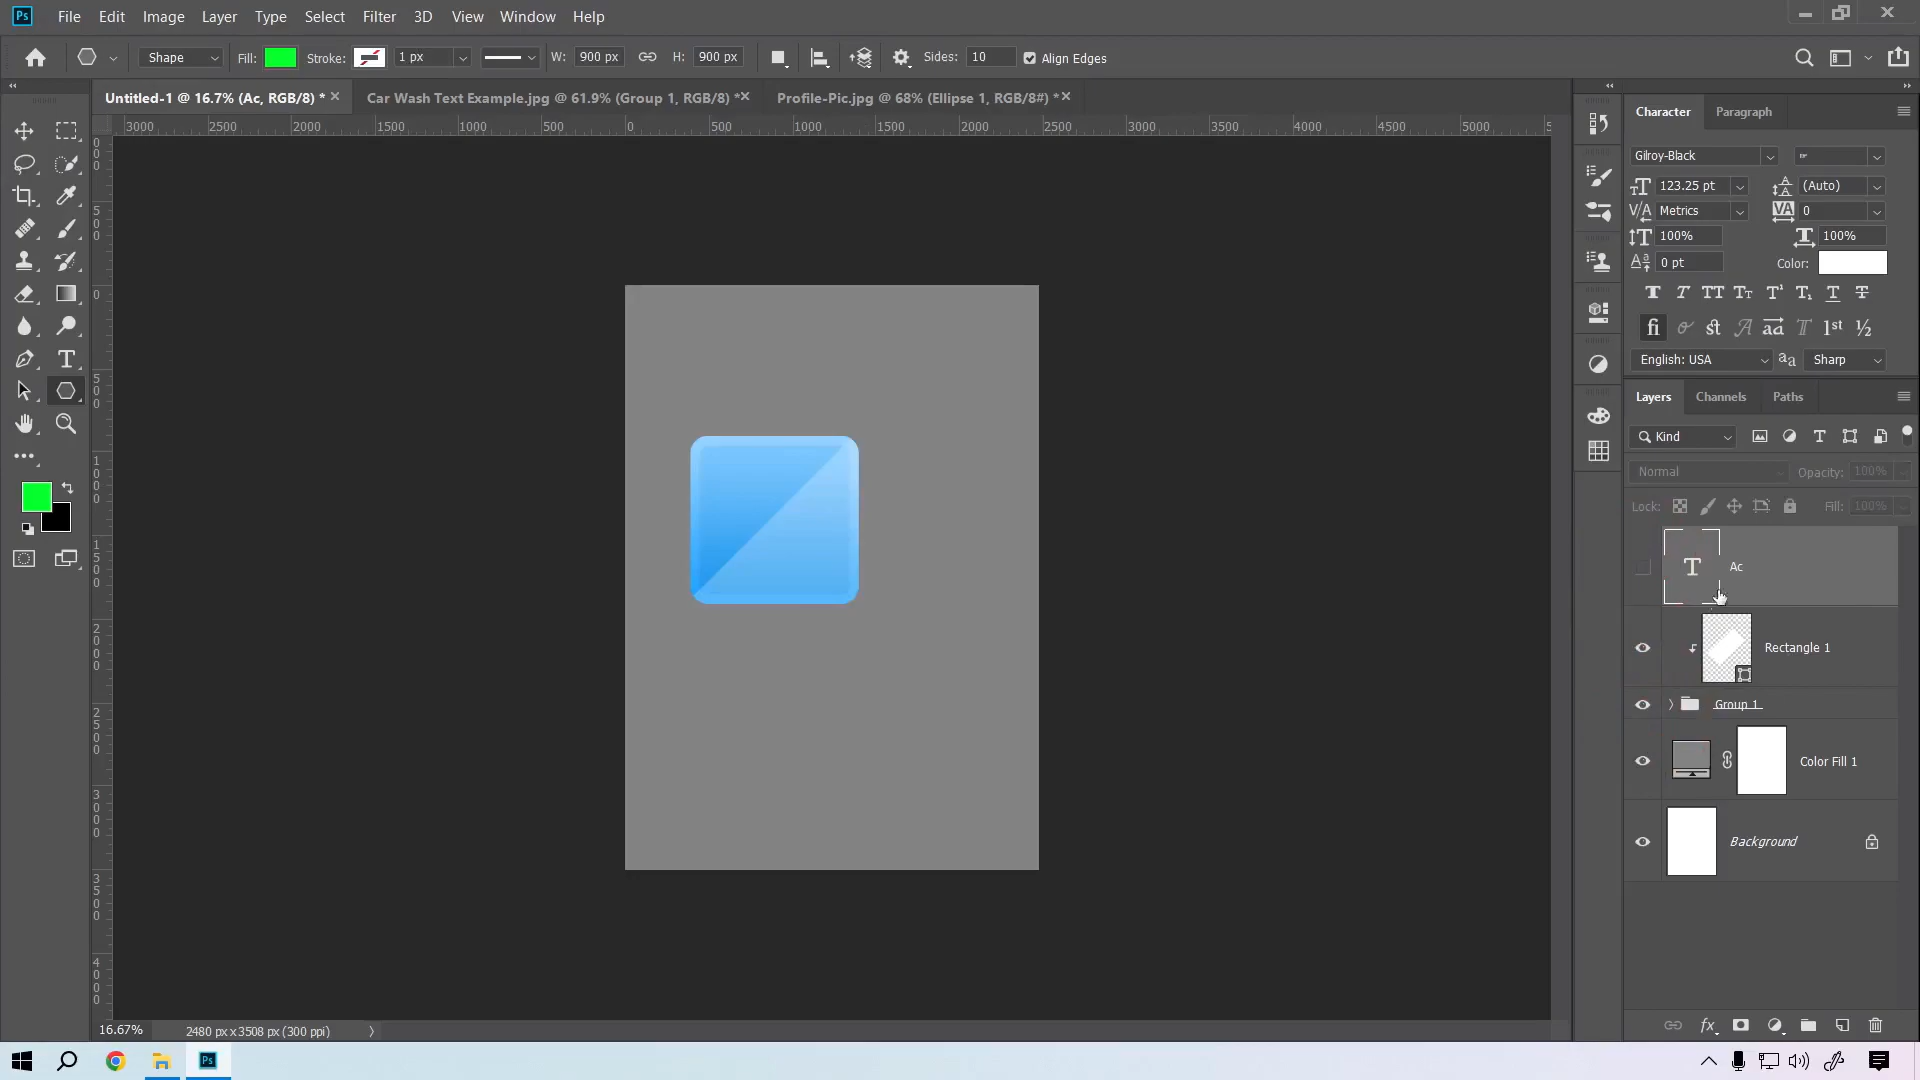 Ps File Edit Image Layer Type Select Filter 3D View Window Help
Shape Fill: Stroke: 1 px W: 900 px H: 900 px Sides: 10 Align Edges
Untitled-1 @ 16.7% (Ac, RGB/8) * Car Wash Text Example.jpg @ 61.9% (Group 1, RGB/8) * Profile-Pic.jpg @ 68% (Ellipse 1, RGB/8#) *
3000 2500 2000 1500 1000 500 0 500 1000 1500 2000 2500 3000 3500 4000 4500 5000
Character Paragraph
Gilroy-Black
123.25 pt (Auto)
Metrics 0
100% 100%
0 pt Color:
English: USA Sharp
Layers Channels Paths
Kind
Normal Opacity: 100%
Lock: Fill: 100%
Ac
Rectangle 1
Group 1
Color Fill 1
Background
16.67% 2480 px x 3508 px (300 ppi)
Ps